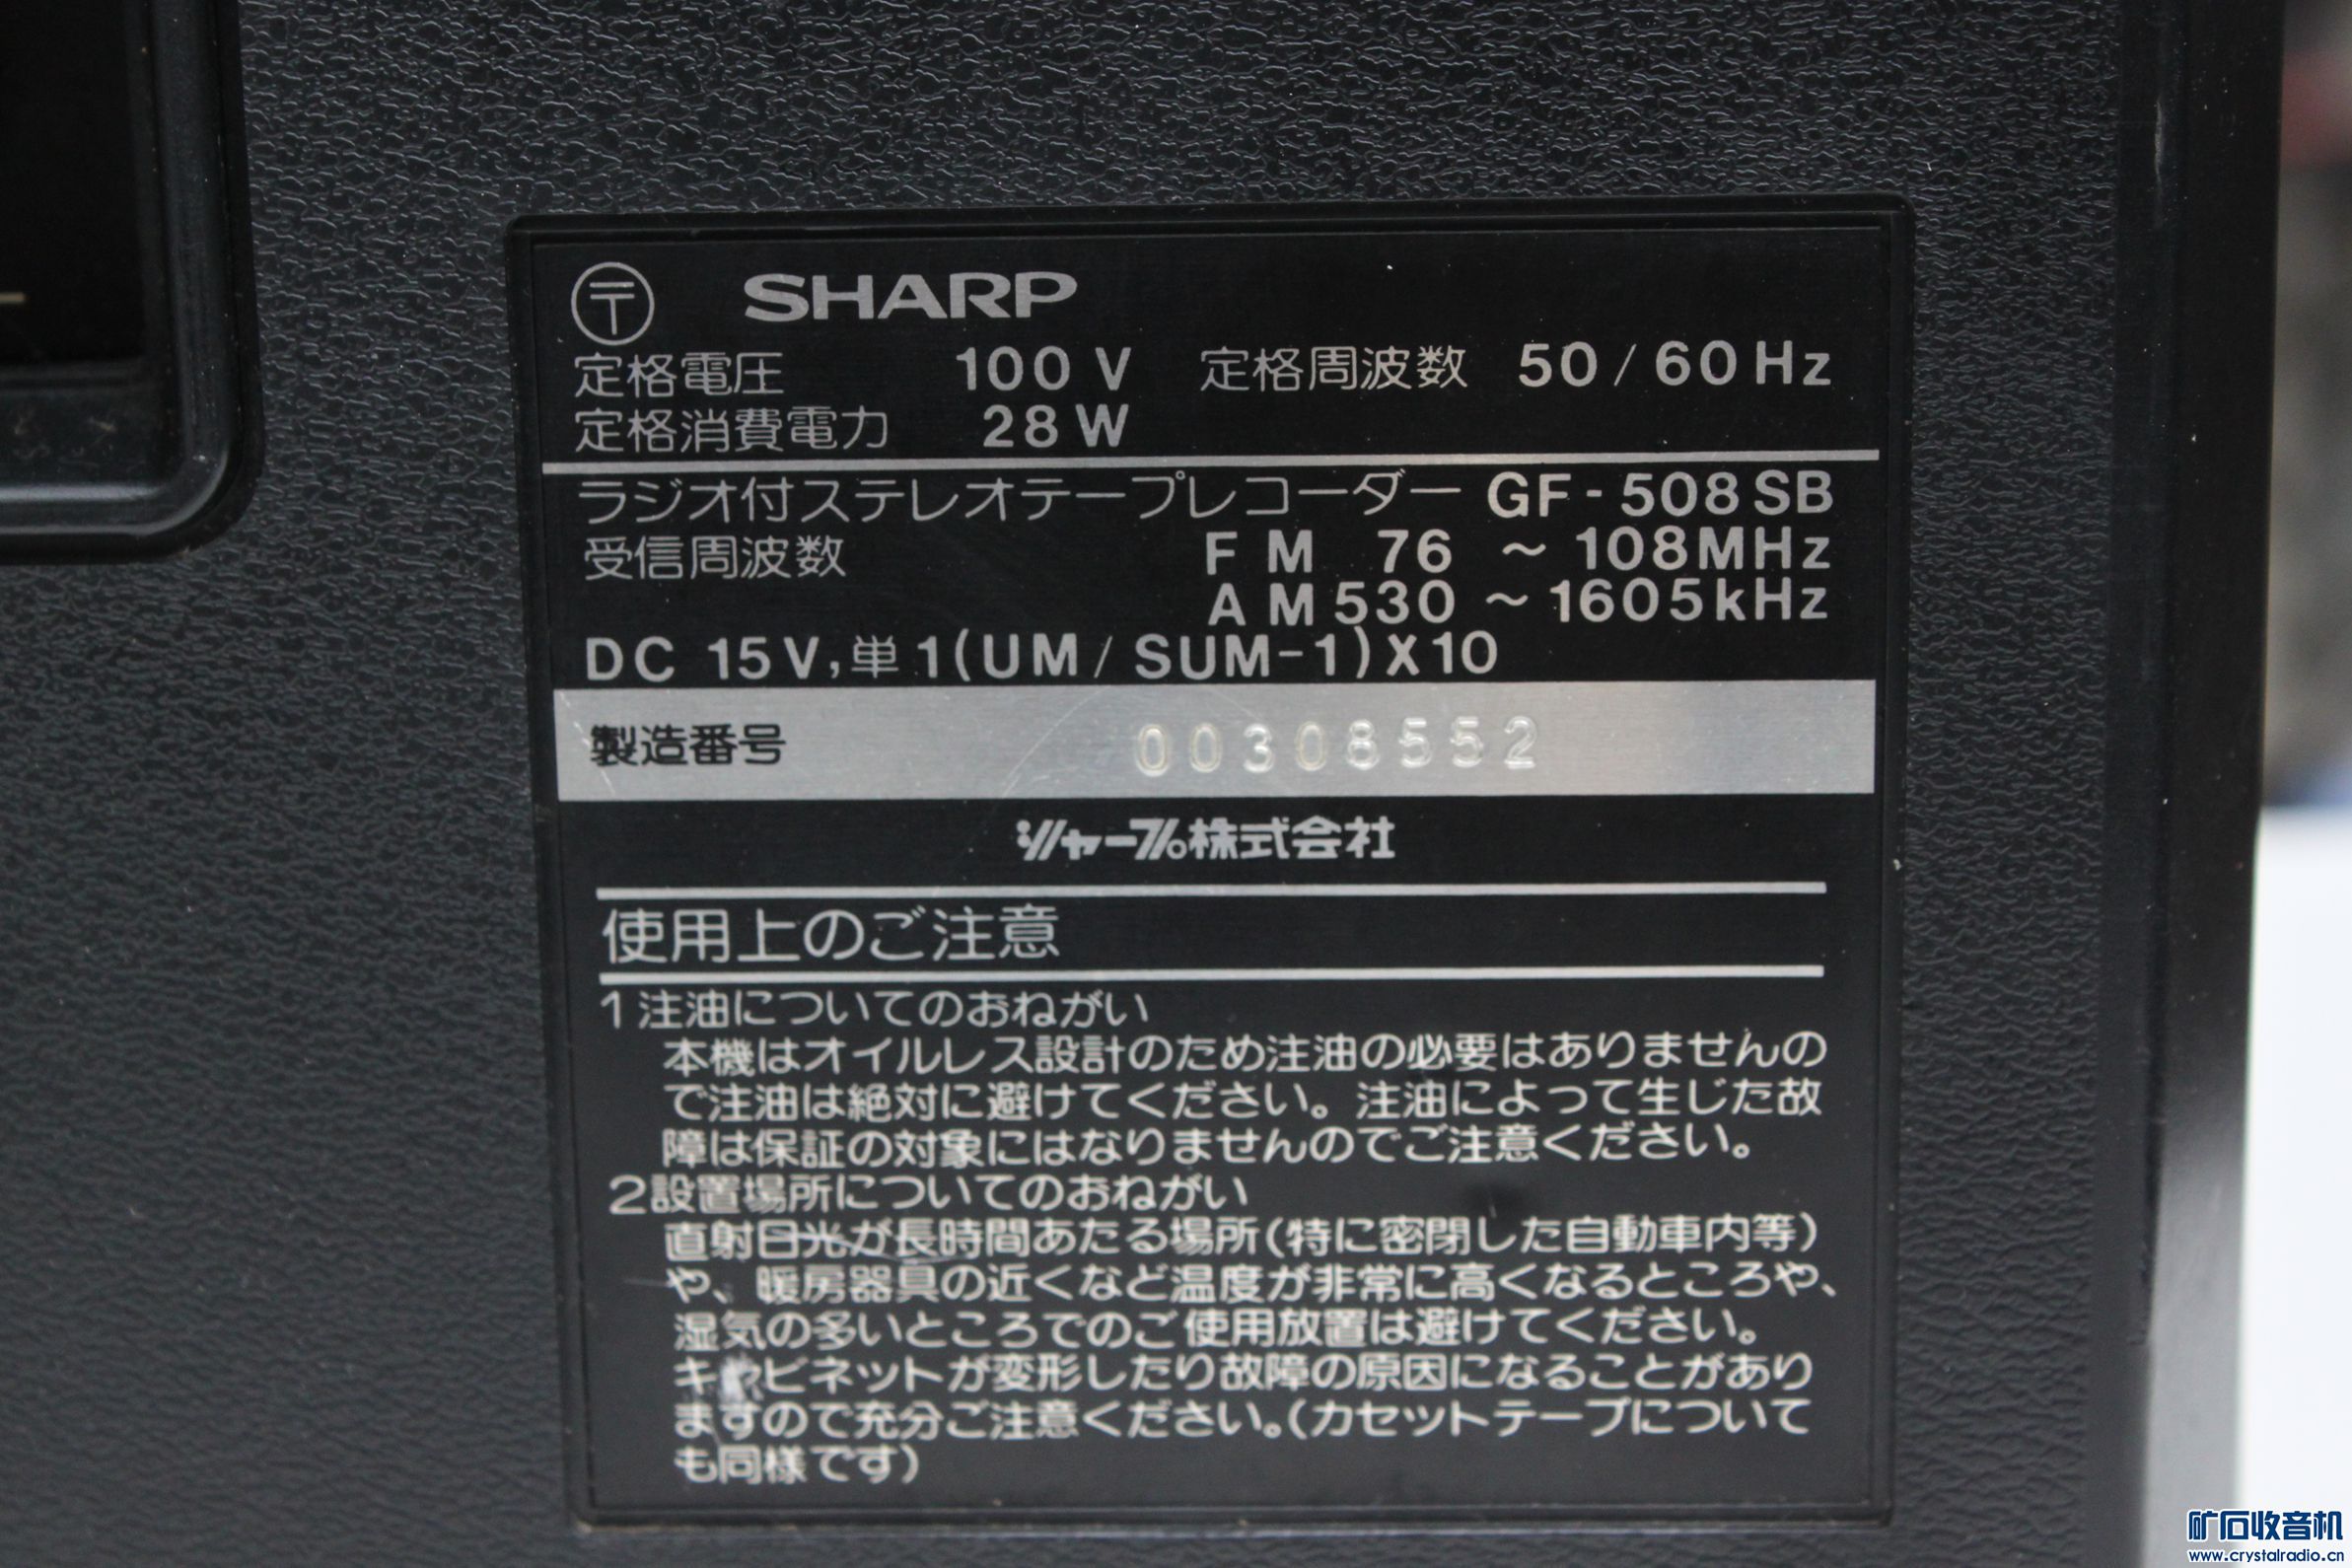 〒 SHARP
定格電圧 100 V 定格周波数 50 / 60 Hz
定格消費電力 28 W
ラジオ付ステレオテープレコーダー GF-508SB
受信周波数 FM 76 ~ 108MHz
AM 530 ~ 1605kHz
DC 15V, 単1(UM/SUM-1)X10
製造番号 00308552
シャープ株式会社
使用上のご注意
1 注油についてのおねがい
本機はオイルレス設計のため注油の必要はありませんの
で注油は絶対に避けてください。注油によって生じた故
障は保証の対象にはなりませんのでご注意ください。
2 設置場所についてのおねがい
直射日光が長時間あたる場所(特に密閉した自動車内等)
や、暖房器具の近くなど温度が非常に高くなるところや、
湿気の多いところでのご使用放置は避けてください。
キャビネットが変形したり故障の原因になることがあり
ますので充分ご注意ください。(カセットテープについて
も同様です)
矿石收音机
www.crystalradio.cn